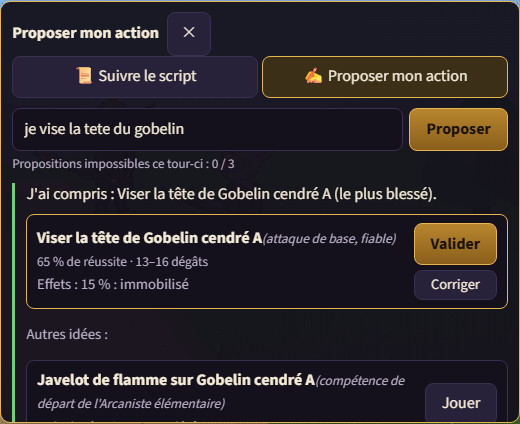 Proposer mon action ×
📜 Suivre le script ✍️ Proposer mon action
je vise la tete du gobelin Proposer
Propositions impossibles ce tour-ci : 0 / 3
J'ai compris : Viser la tête de Gobelin cendré A (le plus blessé).
Viser la tête de Gobelin cendré A(attaque de base, fiable)
Valider
65 % de réussite · 13–16 dégâts
Effets : 15 % : immobilisé
Corriger
Autres idées :
Javelot de flamme sur Gobelin cendré A(compétence de
départ de l'Arcaniste élémentaire)
Jouer